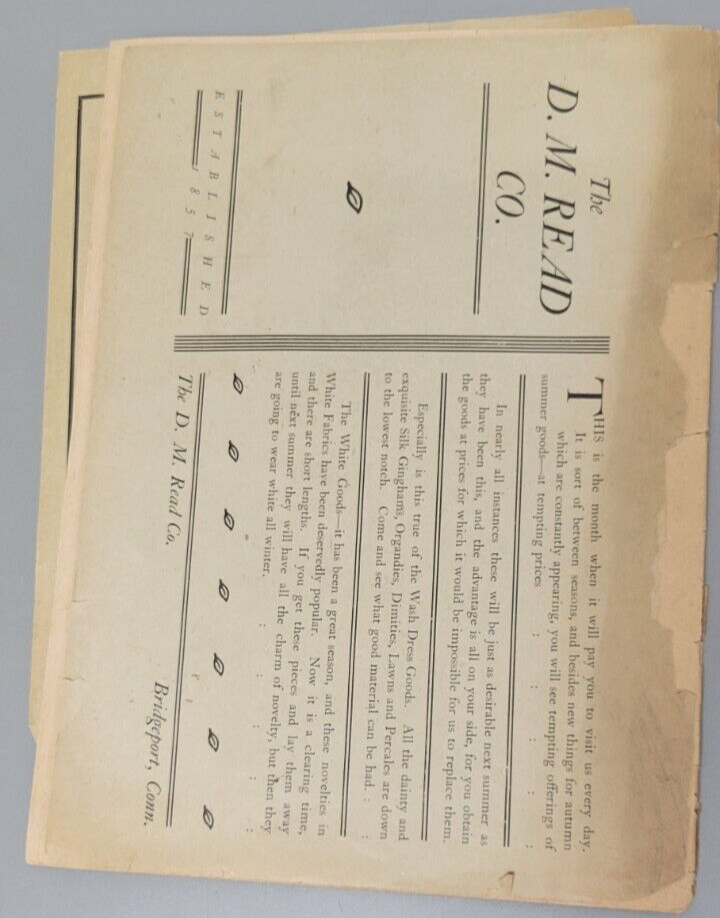 The
D. M. READ
CO.
ESTABLISHED
1857
THIS is the month when it will pay you to visit us every day.
It is sort of between seasons, and besides new things for autumn
which are constantly appearing, you will see tempting offerings of
summer goods—at tempting prices : : : : :
In nearly all instances these will be just as desirable next summer as
they have been this, and the advantage is all on your side, for you obtain
the goods at prices for which it would be impossible for us to replace them.
Especially is this true of the Wash Dress Goods. All the dainty and
exquisite Silk Ginghams, Organdies, Dimities, Lawns and Percales are down
to the lowest notch. Come and see what good material can be had. : :
The White Goods—it has been a great season, and these novelties in
White Fabrics have been deservedly popular. Now it is a clearing time,
and there are short lengths. If you get these pieces and lay them away
until next summer they will have all the charm of novelty, but then they
are going to wear white all winter. : : : : :
The D. M. Read Co.
Bridgeport, Conn.